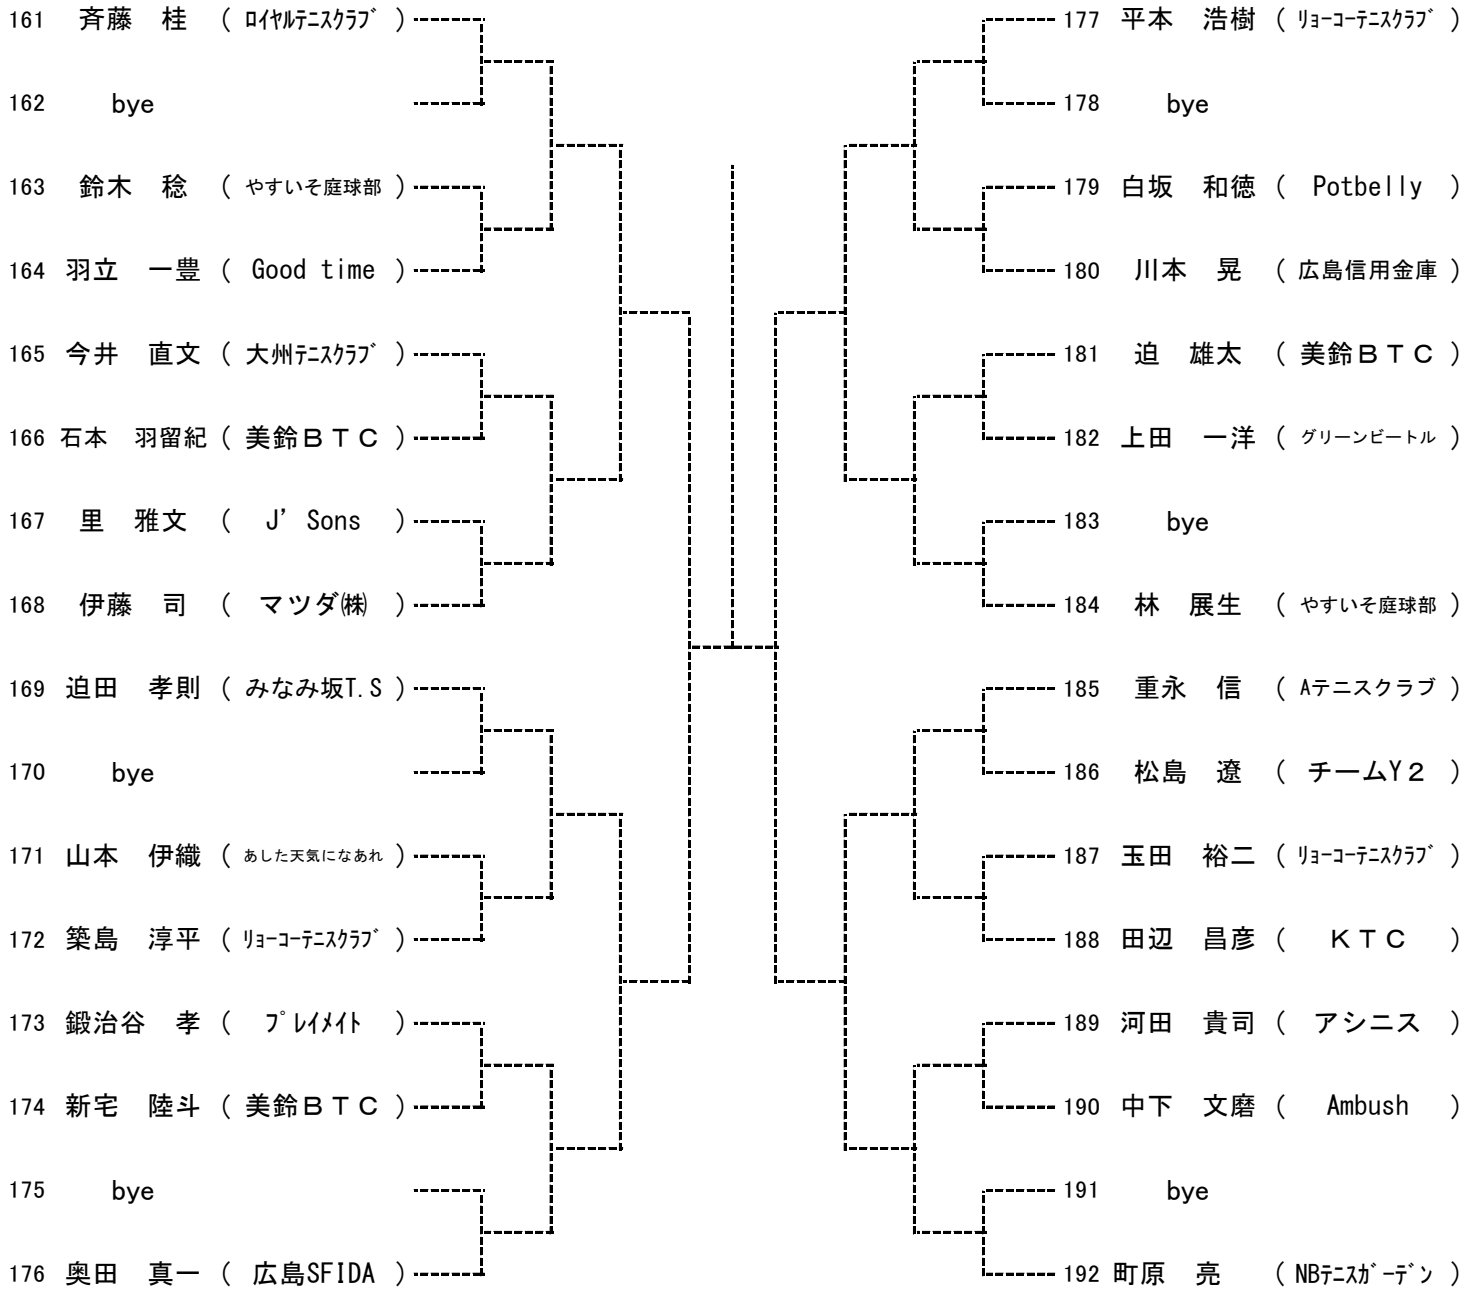 161 斉藤 桂 ( ﾛｲﾔﾙﾃﾆｽｸﾗﾌﾞ )
162 bye
163 鈴木 稔 ( やすいそ庭球部 )
164 羽立 一豊 ( Good time )
165 今井 直文 ( 大州ﾃﾆｽｸﾗﾌﾞ )
166 石本 羽留紀 ( 美鈴ＢＴＣ )
167 里 雅文 ( J’Sons )
168 伊藤 司 ( マツダ㈱ )
169 迫田 孝則 ( みなみ坂T.S )
170 bye
171 山本 伊織 ( あした天気になあれ )
172 築島 淳平 ( ﾘｮｰｺｰﾃﾆｽｸﾗﾌﾞ )
173 鍛治谷 孝 ( ﾌﾟﾚｲﾒｲﾄ )
174 新宅 陸斗 ( 美鈴ＢＴＣ )
175 bye
176 奥田 真一 ( 広島SFIDA )
177 平本 浩樹 ( ﾘｮｰｺｰﾃﾆｽｸﾗﾌﾞ )
178 bye
179 白坂 和徳 ( Potbelly )
180 川本 晃 ( 広島信用金庫 )
181 迫 雄太 ( 美鈴ＢＴＣ )
182 上田 一洋 ( グリーンビートル )
183 bye
184 林 展生 ( やすいそ庭球部 )
185 重永 信 ( Aテニスクラブ )
186 松島 遼 ( チームY２ )
187 玉田 裕二 ( ﾘｮｰｺｰﾃﾆｽｸﾗﾌﾞ )
188 田辺 昌彦 ( ＫＴＣ )
189 河田 貴司 ( アシニス )
190 中下 文磨 ( Ambush )
191 bye
192 町原 亮 ( NBﾃﾆｽｶﾞｰﾃﾞﾝ )